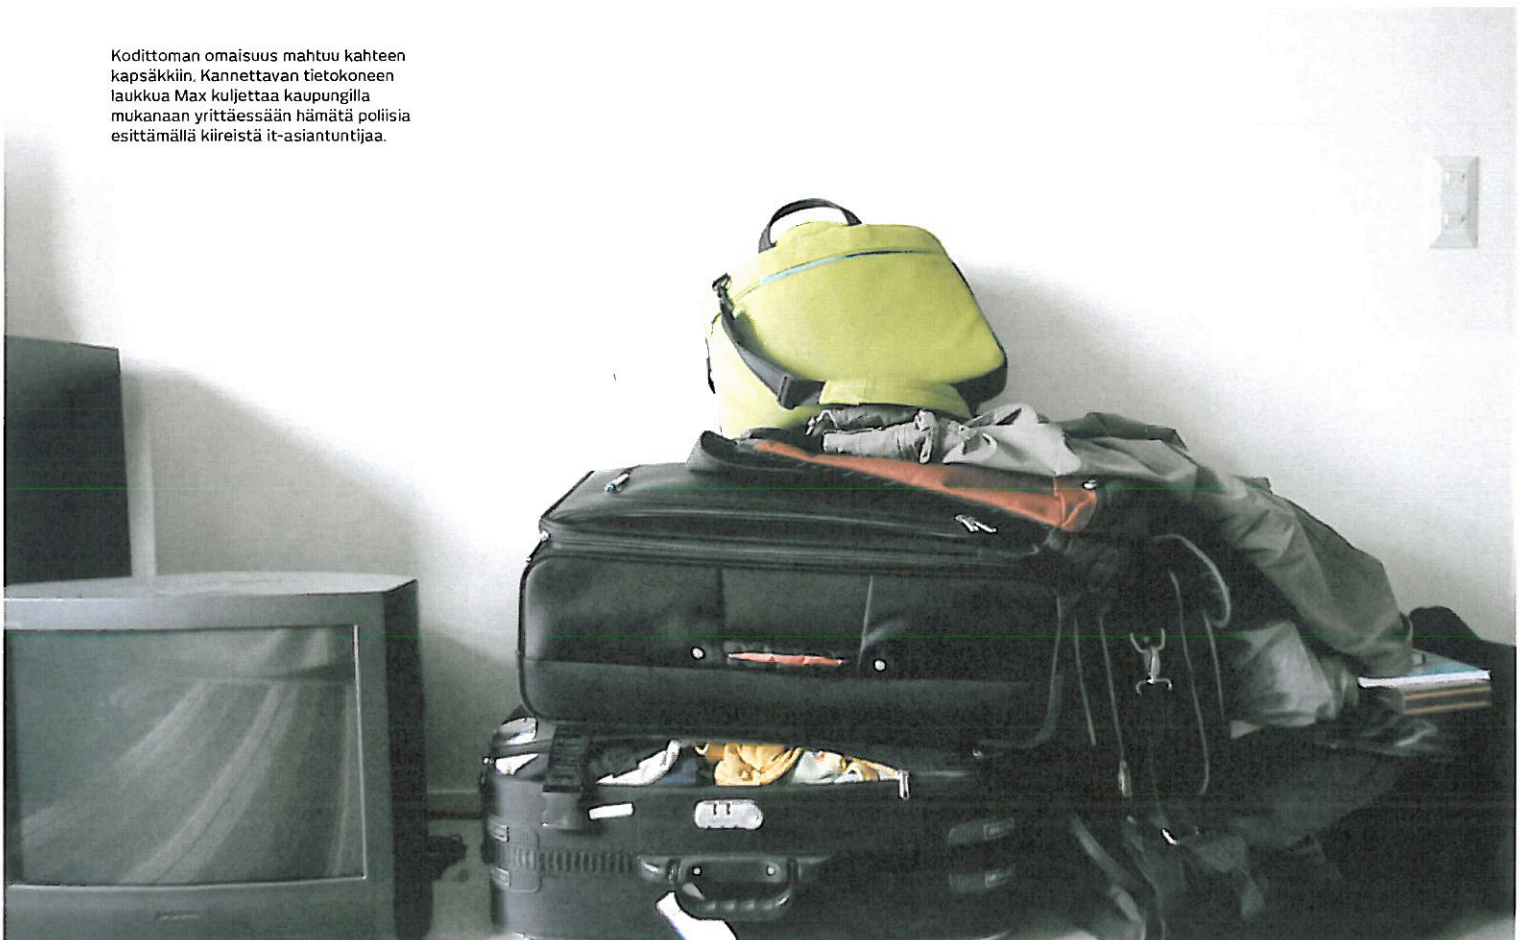 Kodittoman omaisuus mahtuu kahteen
kapsäkkiin. Kannettavan tietokoneen
laukkua Max kuljettaa kaupungilla
mukanaan yrittäessään hämätä poliisia
esittämällä kiireistä it-asiantuntijaa.